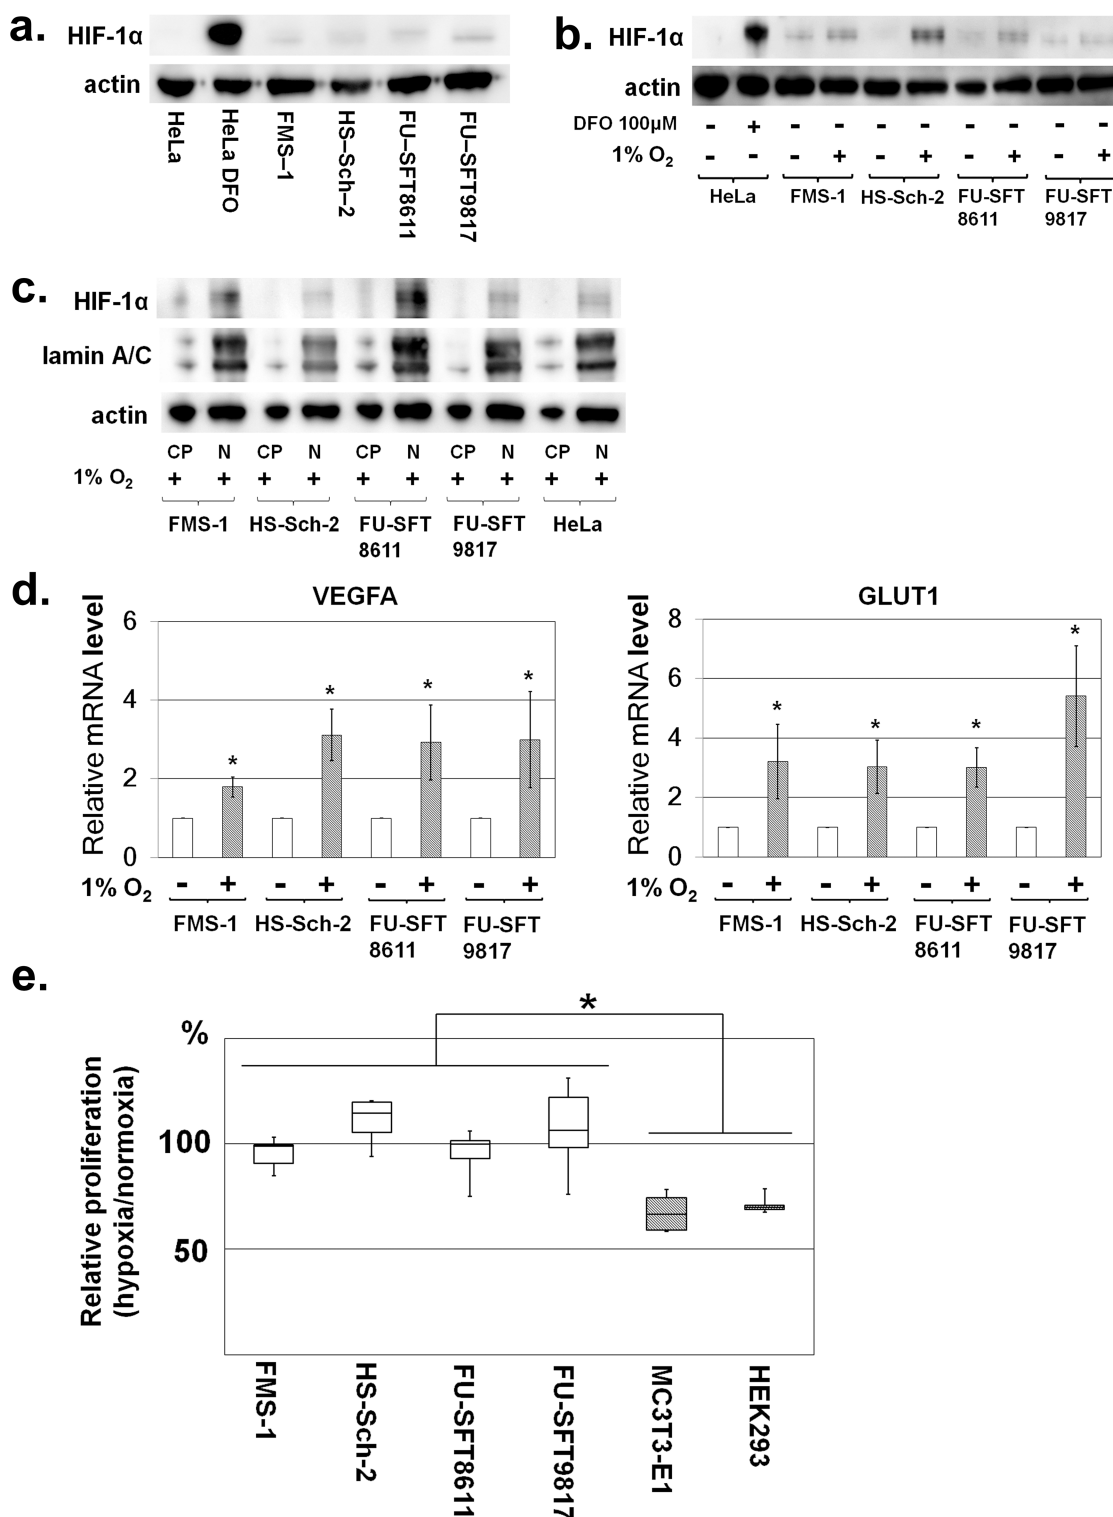 a.
HIF-1α
actin
HeLa
HeLa DFO
FMS–1
HS–Sch–2
FU–SFT8611
FU–SFT9817
b.
HIF-1α
actin
DFO 100µM - + - - - - - - - -
1% O2 - - - + - + - + - +
HeLa FMS-1 HS-Sch-2 FU-SFT FU-SFT
8611 9817
c.
HIF-1α
lamin A/C
actin
CP N CP N CP N CP N CP N
1% O2 + + + + + + + + + +
FMS-1 HS-Sch-2 FU-SFT FU-SFT HeLa
8611 9817
d.
VEGFA
Relative mRNA level
6
4
2
0
* * * *
1% O2 - + - + - + - +
FMS-1 HS-Sch-2 FU-SFT FU-SFT
8611 9817
GLUT1
Relative mRNA level
8
6
4
2
0
* * * *
1% O2 - + - + - + - +
FMS-1 HS-Sch-2 FU-SFT FU-SFT
8611 9817
e.
*
%
100
50
Relative proliferation
(hypoxia/normoxia)
FMS-1
HS-Sch-2
FU-SFT8611
FU-SFT9817
MC3T3-E1
HEK293